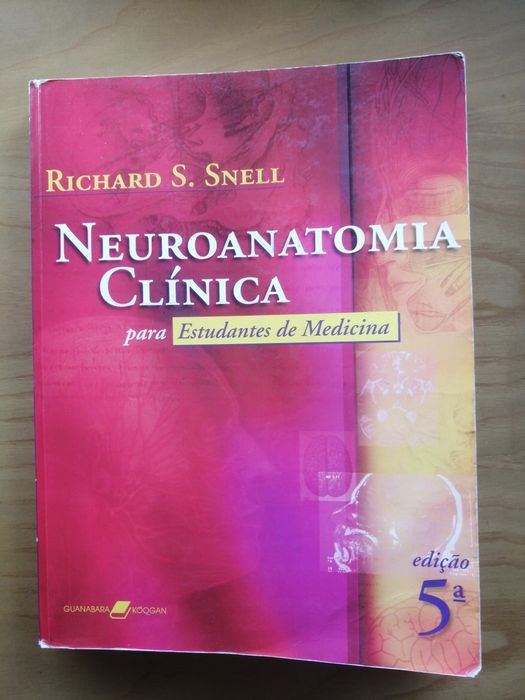 RICHARD S. SNELL
NEUROANATOMIA
CLÍNICA
para Estudantes de Medicina
edição
5ª
GUANABARA KOOGAN